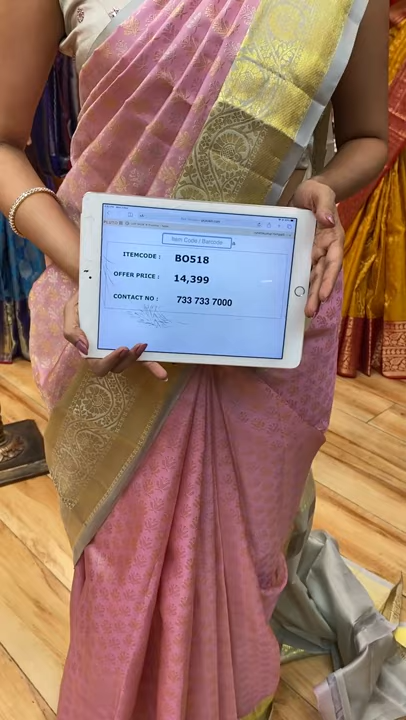 Item Code / Barcode
ITEMCODE : BO518
OFFER PRICE : 14,399
CONTACT NO : 733 733 7000